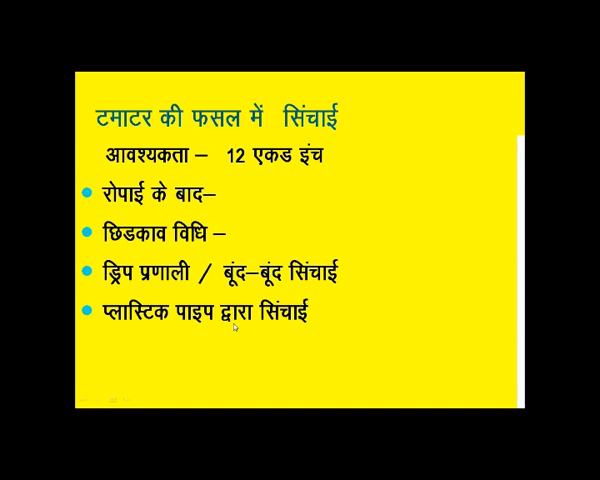 टमाटर की फसल में सिंचाई
आवश्यकता – 12 एकड इंच
रोपाई के बाद–
छिडकाव विधि –
ड्रिप प्रणाली / बूंद–बूंद सिंचाई
प्लास्टिक पाइप द्वारा सिंचाई